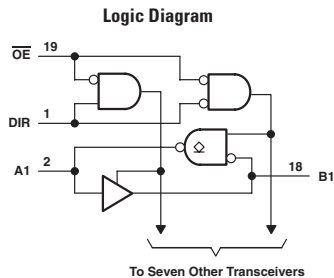 Logic Diagram
OE 19
DIR 1
A1 2
18 B1
To Seven Other Transceivers